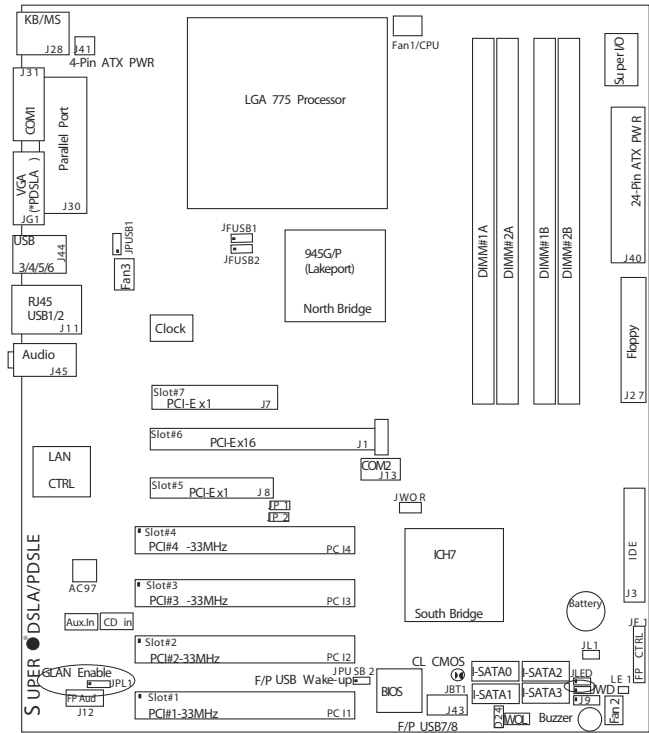 KB/MS
J28
J41
4-Pin ATX PWR
Fan1/CPU
Super I/O
J31
COM1
Parallel Port
J30
LGA 775 Processor
24-Pin ATX PWR
J40
VGA
(*PDSLA )
JG1
USB
3/4/5/6
J44
JPUSB1
Fan3
JFUSB1
JFUSB2
945G/P
(Lakeport)
North Bridge
DIMM#1A
DIMM#2A
DIMM#1B
DIMM#2B
RJ45
USB1/2
J11
Clock
Floppy
J27
Audio
J45
Slot#7
PCI-E x1
J7
Slot#6
PCI-E x16
J1
COM2
J13
LAN
CTRL
Slot#5
PCI-E x1
J8
JP1
JP2
JWOR
Slot#4
PCI#4 -33MHz
PCI4
ICH7
South Bridge
IDE
J3
AC97
Slot#3
PCI#3 -33MHz
PCI3
Battery
Aux.In
CD in
JF1
FP CTRL
SUPER ®DSLA/PDSLE
Slot#2
PCI#2-33MHz
PCI2
JL1
GLAN Enable
JPL1
F/P USB Wake-up
JPUSB2
CL CMOS
I-SATA0
I-SATA2
JLED
FP Aud
J12
Slot#1
PCI#1-33MHz
PCI1
BIOS
JBT1
J43
I-SATA1
I-SATA3
JWD
LE1
J9
Fan2
F/P USB7/8
D24
WOL
Buzzer